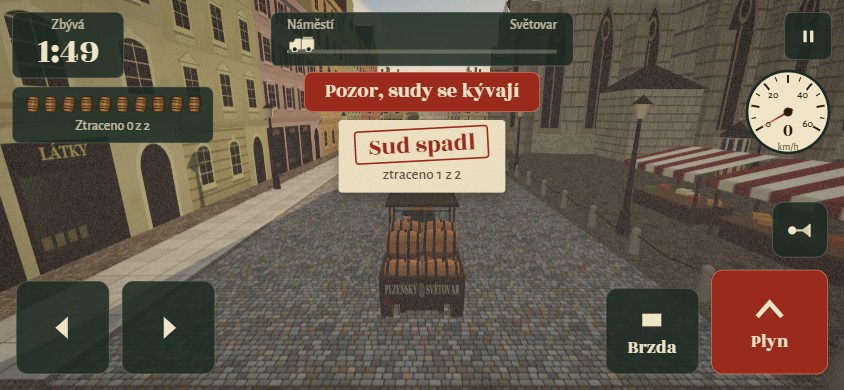 Zbývá
1:49
Náměstí
Světovar
Ztraceno 0 z 2
Pozor, sudy se kývají
Sud spadl
ztraceno 1 z 2
20
40
0
60
0
km/h
LÁTKY
PLZEŇSKÝ SVĚTOVAR
Brzda
Plyn